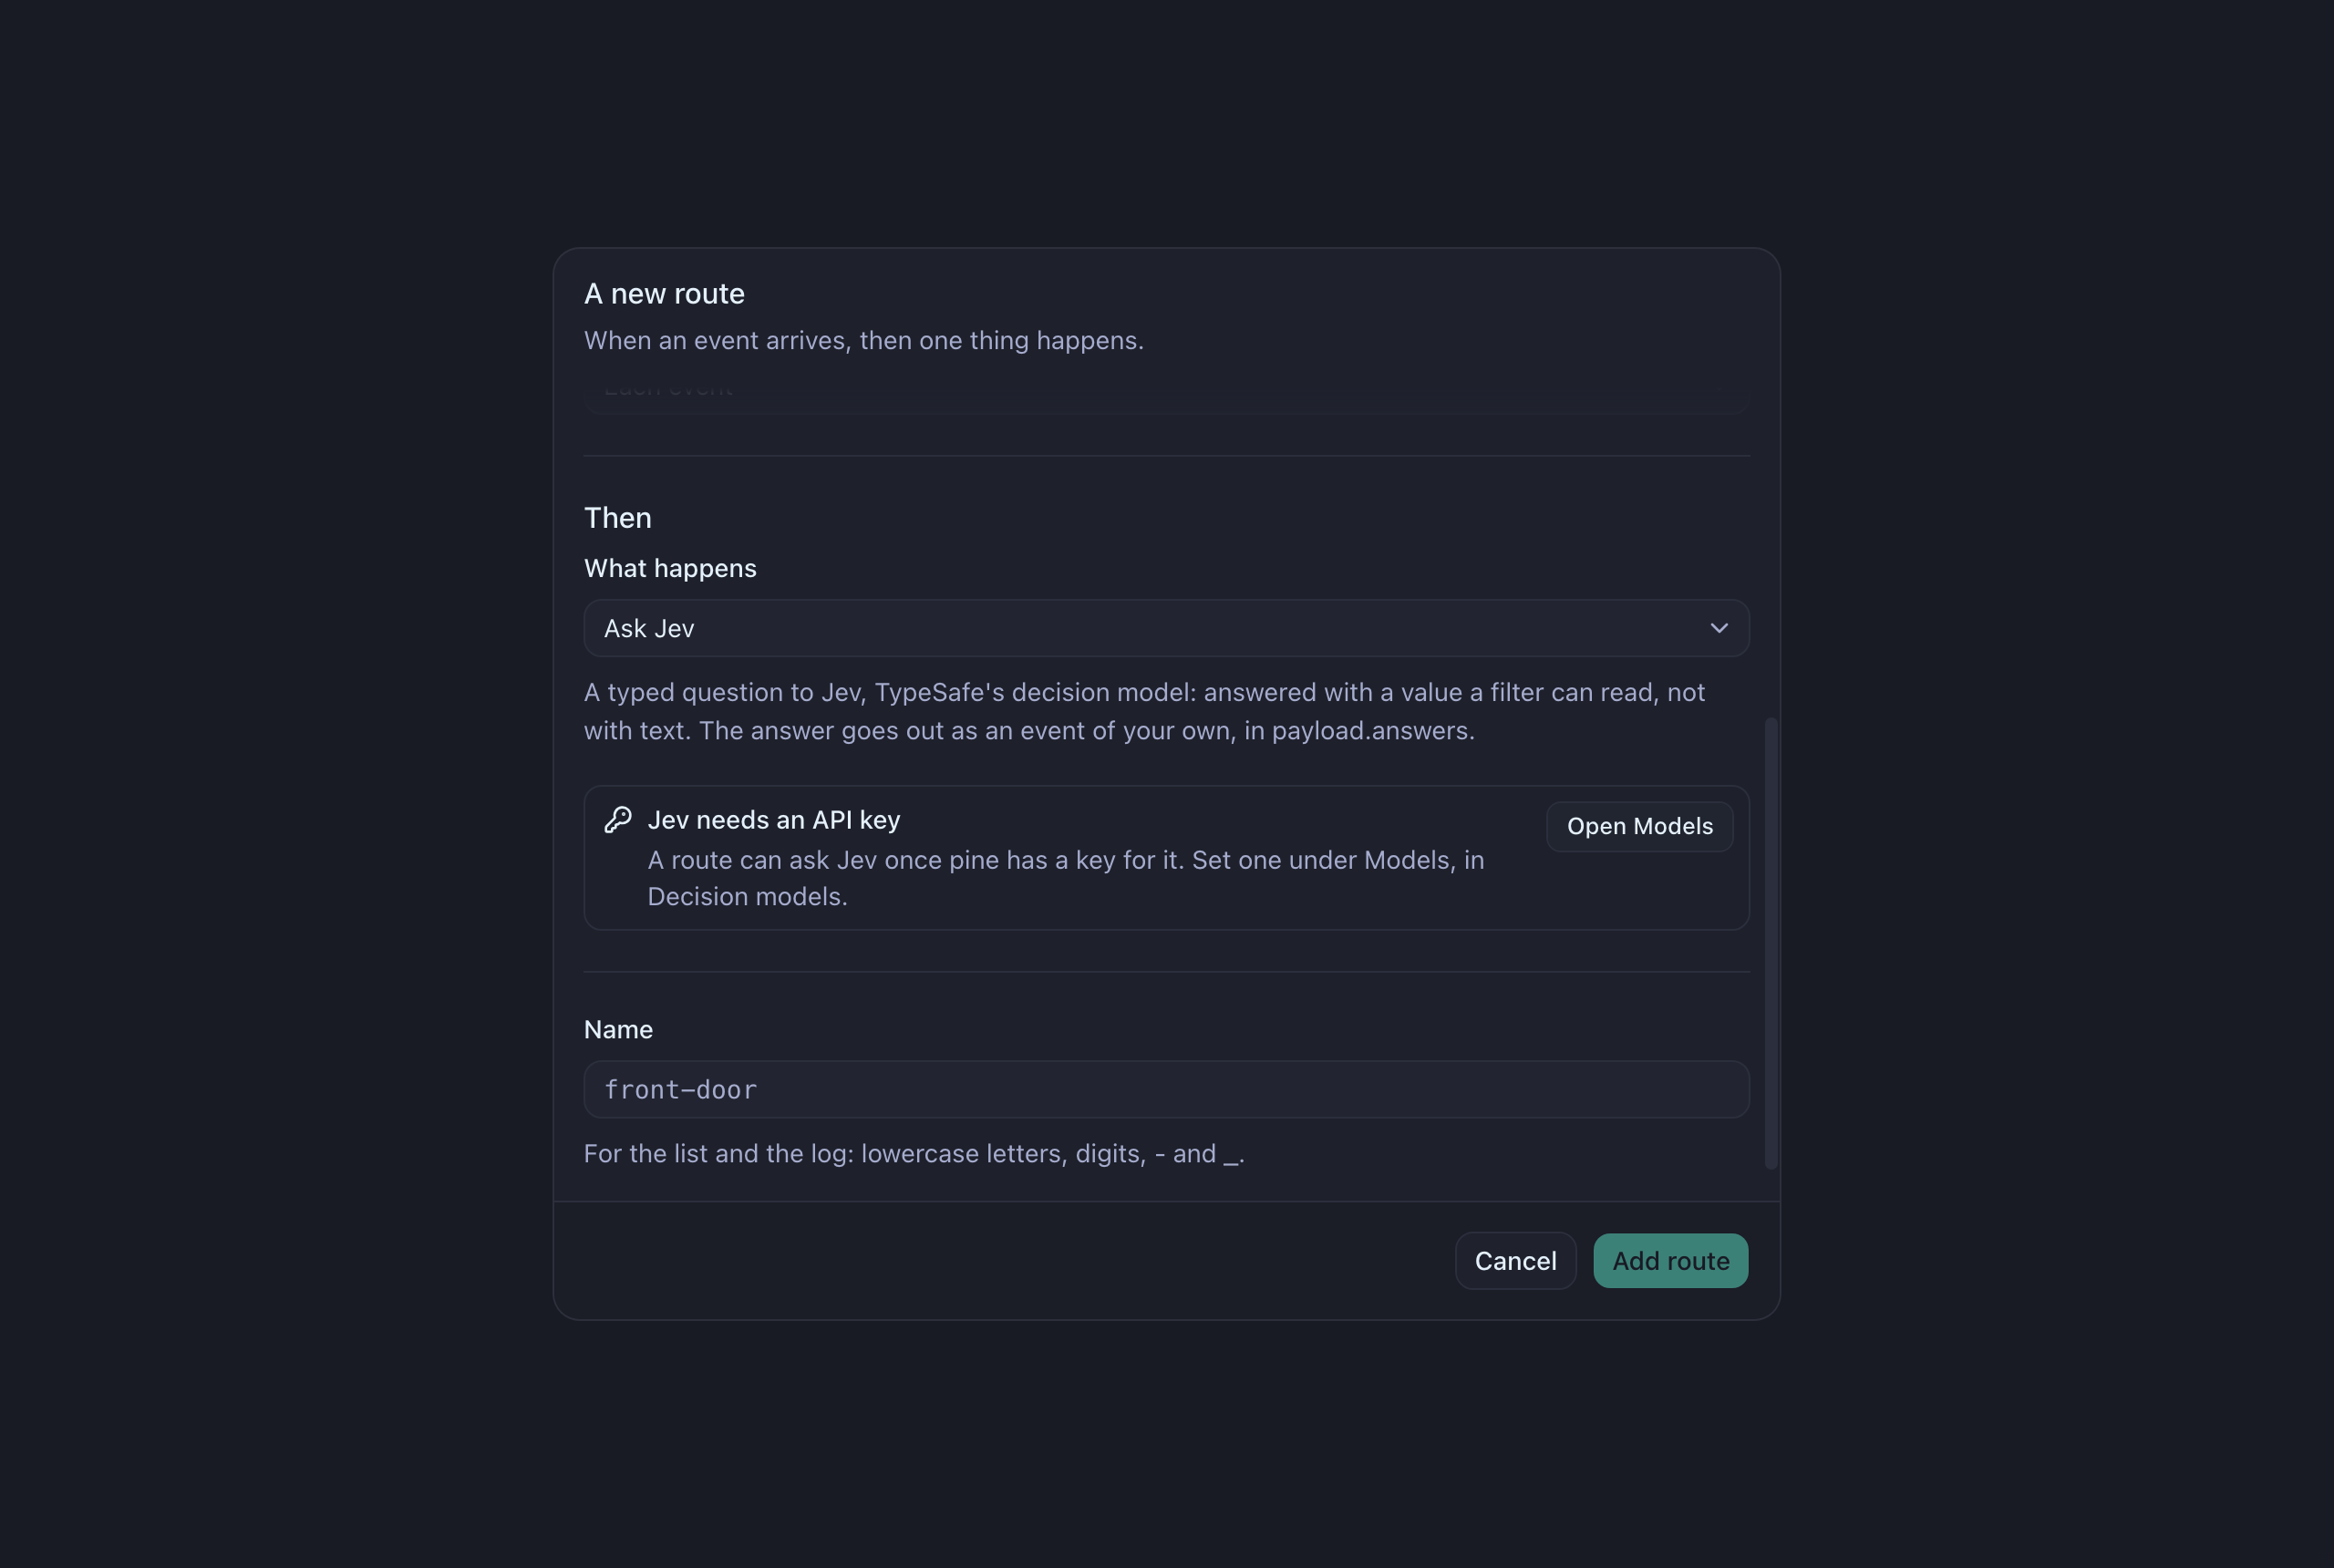 A new route
When an event arrives, then one thing happens.
Then
What happens
Ask Jev
A typed question to Jev, TypeSafe's decision model: answered with a value a filter can read, not
with text. The answer goes out as an event of your own, in payload.answers.
Jev needs an API key
Open Models
A route can ask Jev once pine has a key for it. Set one under Models, in
Decision models.
Name
front-door
For the list and the log: lowercase letters, digits, - and _.
Cancel
Add route